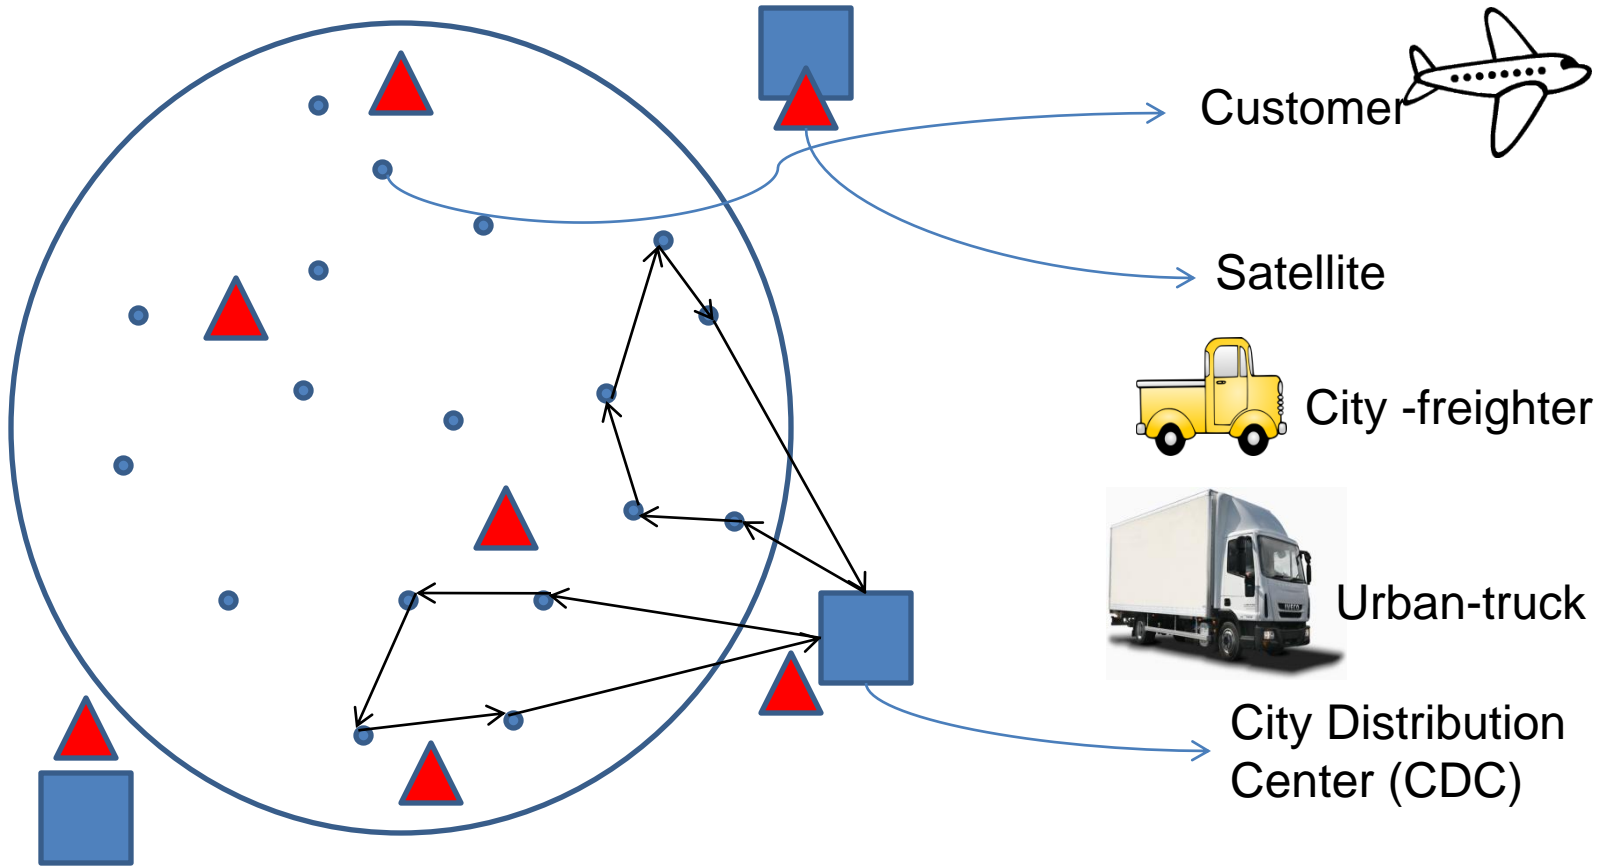 Customer
Satellite
City -freighter
Urban-truck
City Distribution
Center (CDC)